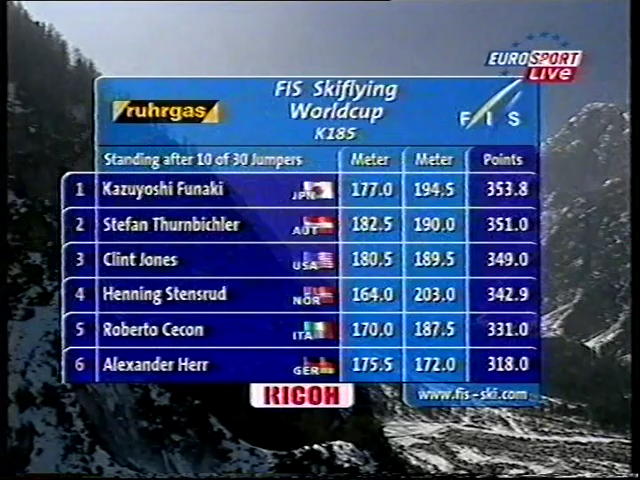 EUROSPORT
LIVE
FIS Skiflying
Worldcup
K185
ruhrgas
FIS
Standing after 10 of 30 Jumpers Meter Meter Points
1 Kazuyoshi Funaki JPN 177.0 194.5 353.8
2 Stefan Thurnbichler AUT 182.5 190.0 351.0
3 Clint Jones USA 180.5 189.5 349.0
4 Henning Stensrud NOR 164.0 203.0 342.9
5 Roberto Cecon ITA 170.0 187.5 331.0
6 Alexander Herr GER 175.5 172.0 318.0
RICOH
www.fis-ski.com